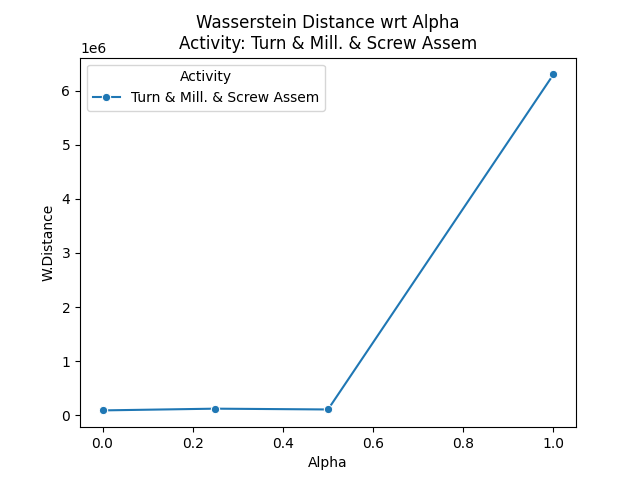 Wasserstein Distance wrt Alpha
Activity: Turn & Mill. & Screw Assem
1e6
Activity
Turn & Mill. & Screw Assem
6
5
4
3
2
1
0
W.Distance
0.0 0.2 0.4 0.6 0.8 1.0
Alpha